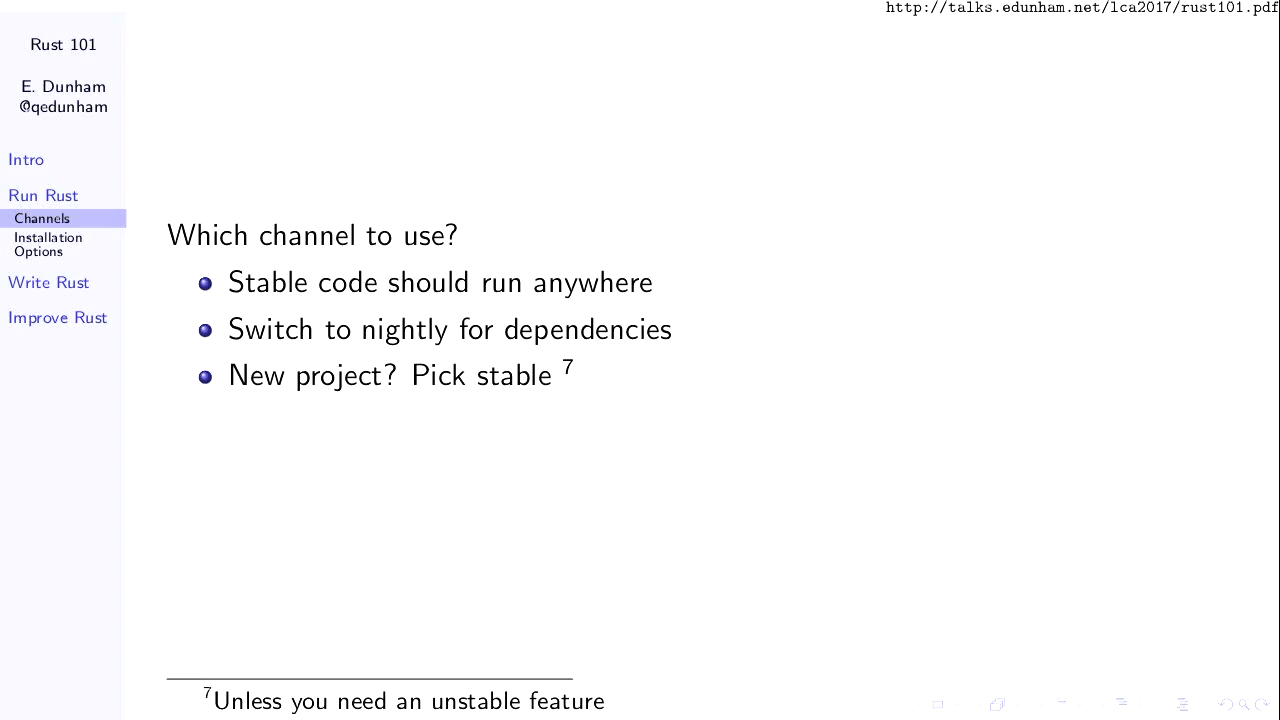 http://talks.edunham.net/lca2017/rust101.pdf
Rust 101
E. Dunham
@qedunham
Intro
Run Rust
Channels
Installation
Options
Write Rust
Improve Rust
Which channel to use?
Stable code should run anywhere
Switch to nightly for dependencies
New project? Pick stable 7
7Unless you need an unstable feature